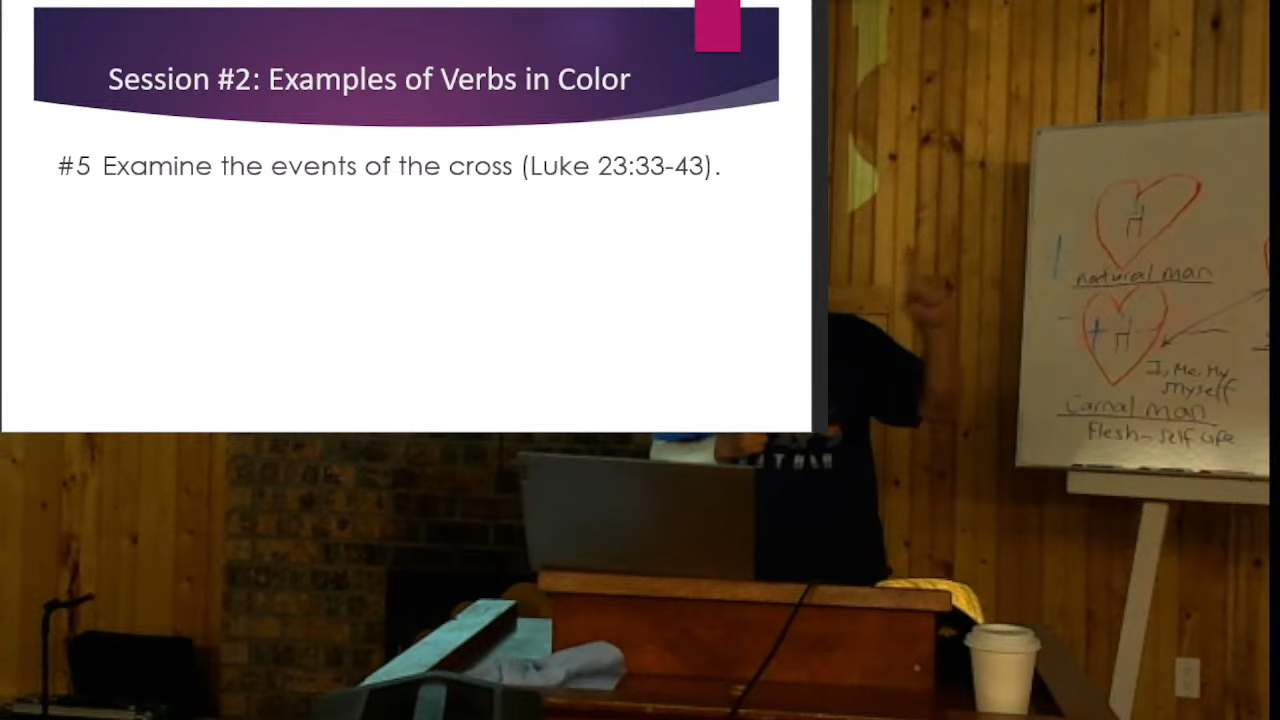 Session #2: Examples of Verbs in Color
#5 Examine the events of the cross (Luke 23:33-43).
H
natural man
+ H
I, Me, My
myself
Carnal man
Flesh - Self Life